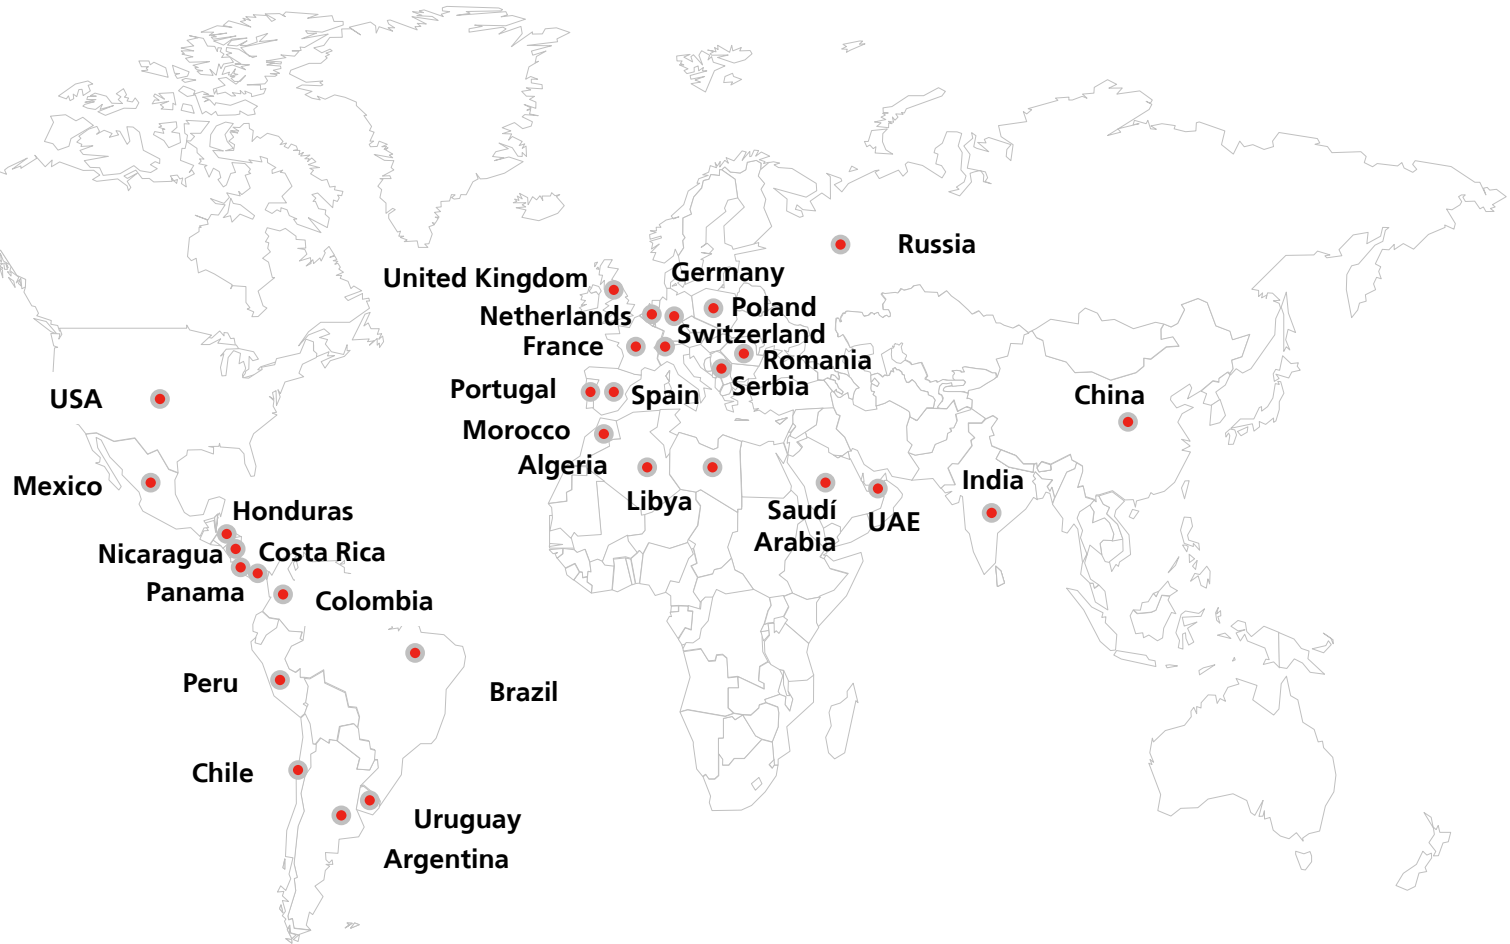 Russia
Germany
United Kingdom
Poland
Netherlands
Switzerland
France
Romania
Serbia
Portugal
Spain
USA
China
Morocco
Algeria
India
Mexico
Libya
Honduras
Saudí
Arabia
UAE
Nicaragua
Costa Rica
Panama
Colombia
Peru
Brazil
Chile
Uruguay
Argentina